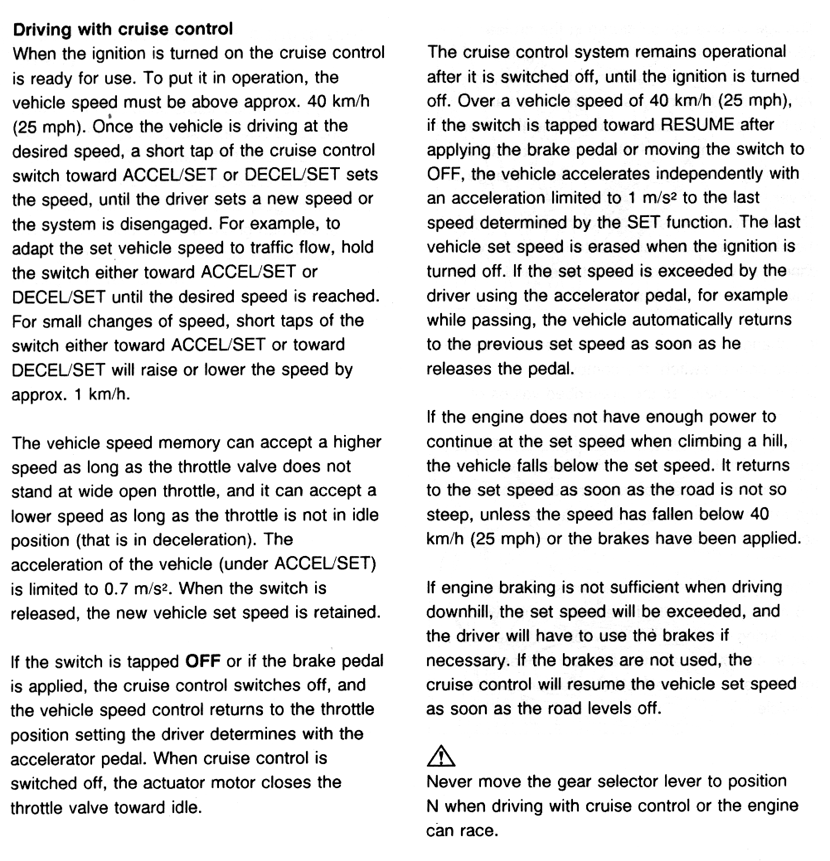 Driving with cruise control
When the ignition is turned on the cruise control
is ready for use. To put it in operation, the
vehicle speed must be above approx. 40 km/h
(25 mph). Once the vehicle is driving at the
desired speed, a short tap of the cruise control
switch toward ACCEL/SET or DECEL/SET sets
the speed, until the driver sets a new speed or
the system is disengaged. For example, to
adapt the set vehicle speed to traffic flow, hold
the switch either toward ACCEL/SET or
DECEL/SET until the desired speed is reached.
For small changes of speed, short taps of the
switch either toward ACCEL/SET or toward
DECEL/SET will raise or lower the speed by
approx. 1 km/h.
The vehicle speed memory can accept a higher
speed as long as the throttle valve does not
stand at wide open throttle, and it can accept a
lower speed as long as the throttle is not in idle
position (that is in deceleration). The
acceleration of the vehicle (under ACCEL/SET)
is limited to 0.7 m/s². When the switch is
released, the new vehicle set speed is retained.
If the switch is tapped OFF or if the brake pedal
is applied, the cruise control switches off, and
the vehicle speed control returns to the throttle
position setting the driver determines with the
accelerator pedal. When cruise control is
switched off, the actuator motor closes the
throttle valve toward idle.
The cruise control system remains operational
after it is switched off, until the ignition is turned
off. Over a vehicle speed of 40 km/h (25 mph),
if the switch is tapped toward RESUME after
applying the brake pedal or moving the switch to
OFF, the vehicle accelerates independently with
an acceleration limited to 1 m/s² to the last
speed determined by the SET function. The last
vehicle set speed is erased when the ignition is
turned off. If the set speed is exceeded by the
driver using the accelerator pedal, for example
while passing, the vehicle automatically returns
to the previous set speed as soon as he
releases the pedal.
If the engine does not have enough power to
continue at the set speed when climbing a hill,
the vehicle falls below the set speed. It returns
to the set speed as soon as the road is not so
steep, unless the speed has fallen below 40
km/h (25 mph) or the brakes have been applied.
If engine braking is not sufficient when driving
downhill, the set speed will be exceeded, and
the driver will have to use the brakes if
necessary. If the brakes are not used, the
cruise control will resume the vehicle set speed
as soon as the road levels off.
Never move the gear selector lever to position
N when driving with cruise control or the engine
can race.